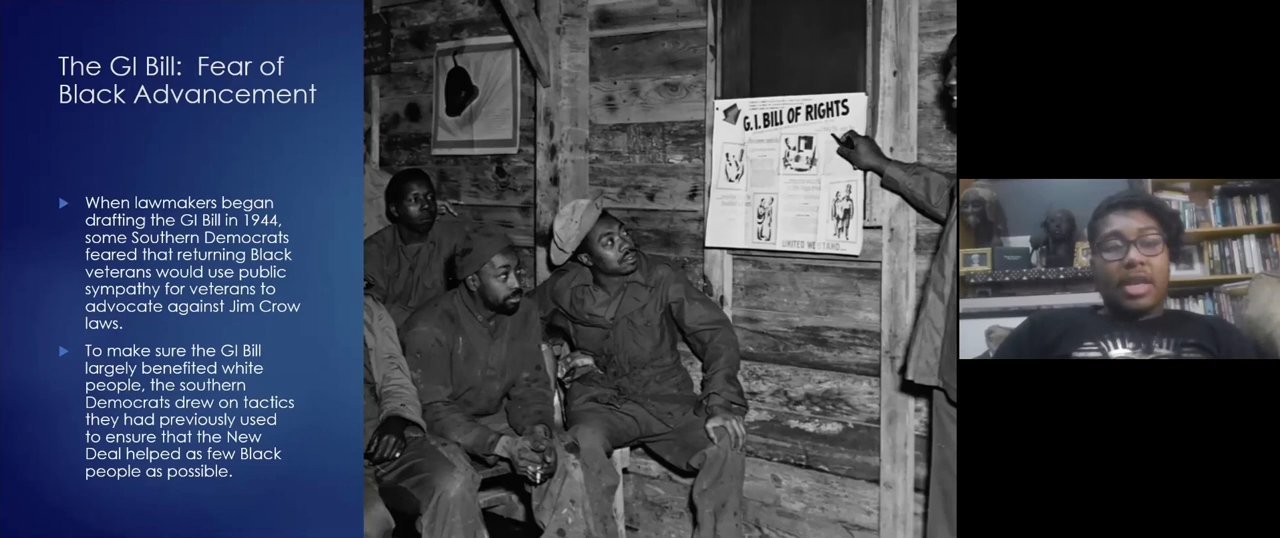 The GI Bill:  Fear of
Black Advancement
When lawmakers began
drafting the GI Bill in 1944,
some Southern Democrats
feared that returning Black
veterans would use public
sympathy for veterans to
advocate against Jim Crow
laws.
To make sure the GI Bill
largely benefited white
people, the southern
Democrats drew on tactics
they had previously used
to ensure that the New
Deal helped as few Black
people as possible.
G.I. BILL OF RIGHTS
UNITED WE STAND